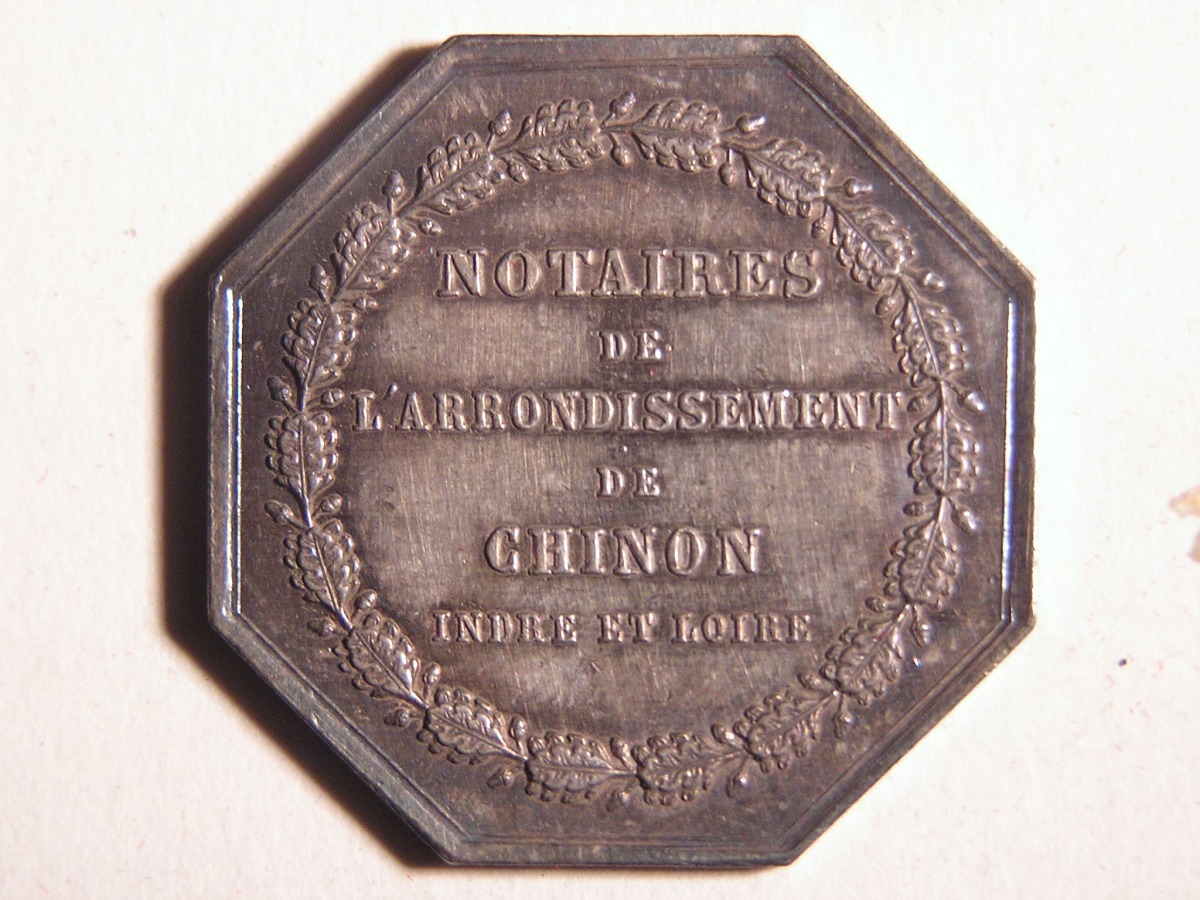 NOTAIRES
DE
L'ARRONDISSEMENT
DE
CHINON
INDRE ET LOIRE